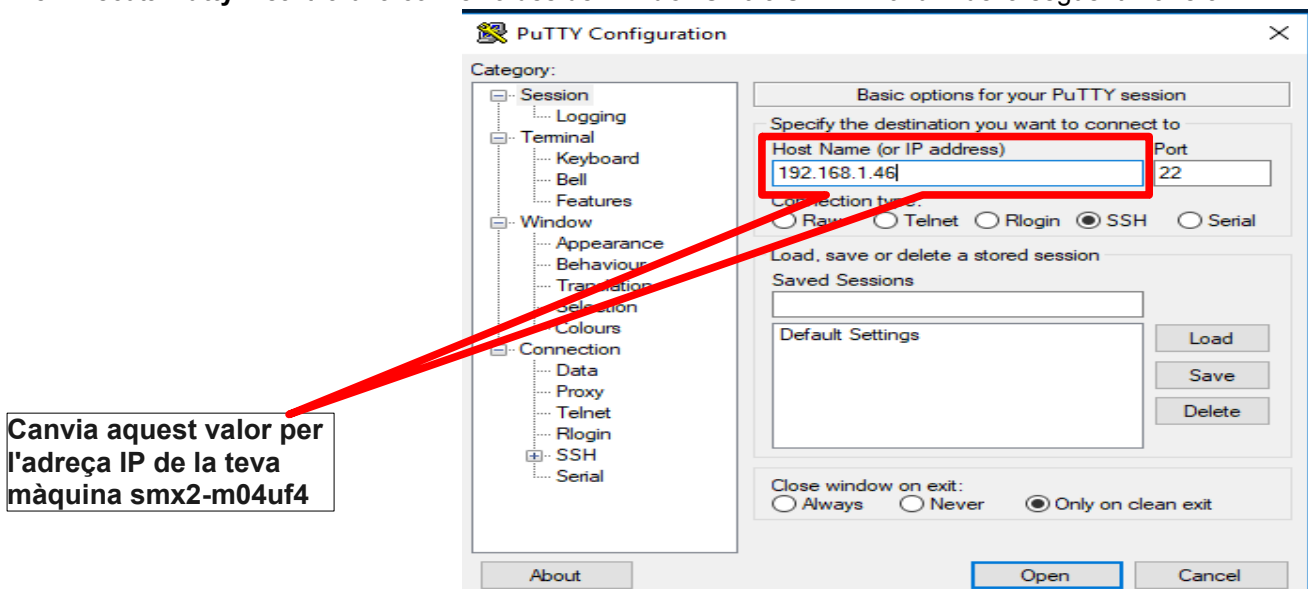 PuTTY Configuration
Category:
Session
Logging
Terminal
Keyboard
Bell
Features
Window
Appearance
Behaviour
Translation
Selection
Colours
Connection
Data
Proxy
Telnet
Rlogin
SSH
Serial
Basic options for your PuTTY session
Specify the destination you want to connect to
Host Name (or IP address) Port
192.168.1.46 22
Connection type:
Raw Telnet Rlogin SSH Serial
Load, save or delete a stored session
Saved Sessions
Default Settings
Load
Save
Delete
Close window on exit:
Always Never Only on clean exit
About Open Cancel
Canvia aquest valor per
l'adreça IP de la teva
màquina smx2-m04uf4